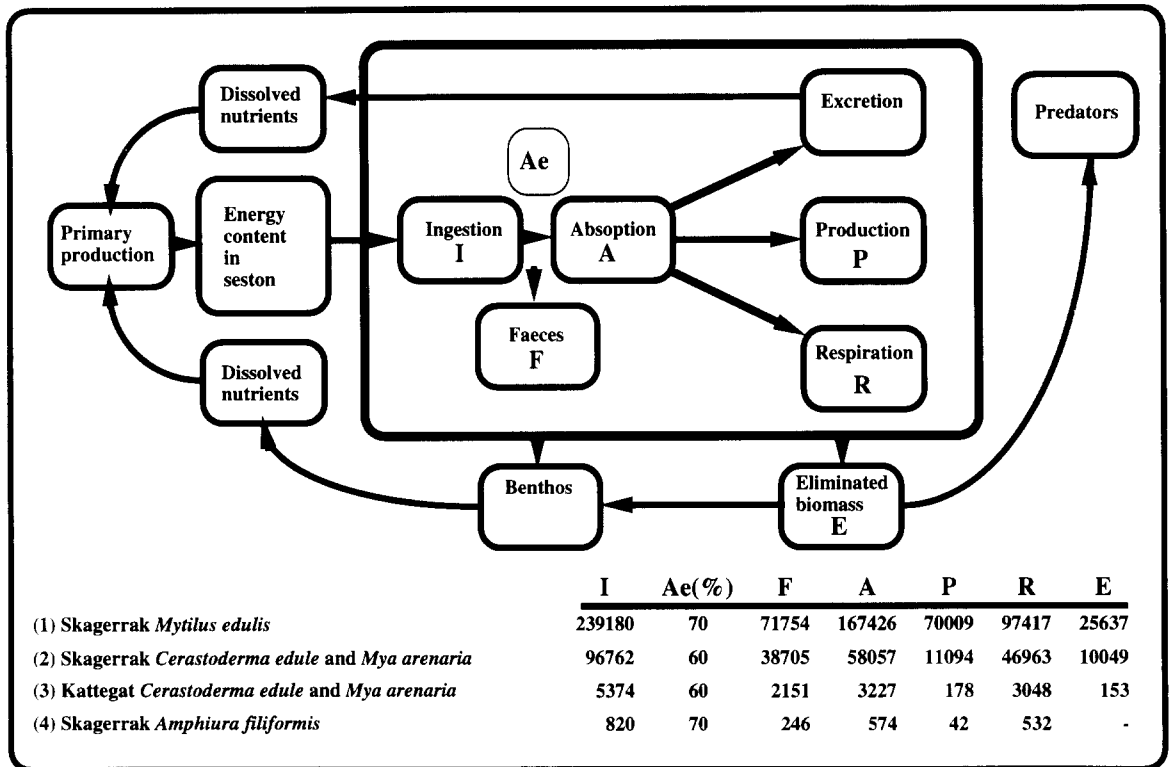 Dissolved
nutrients
Excretion
Predators
Ae
Primary
production
Energy
content
in
seston
Ingestion
I
Absoption
A
Production
P
Faeces
F
Respiration
R
Dissolved
nutrients
Benthos
Eliminated
biomass
E
I Ae(%) F A P R E
(1) Skagerrak Mytilus edulis 239180 70 71754 167426 70009 97417 25637
(2) Skagerrak Cerastoderma edule and Mya arenaria 96762 60 38705 58057 11094 46963 10049
(3) Kattegat Cerastoderma edule and Mya arenaria 5374 60 2151 3227 178 3048 153
(4) Skagerrak Amphiura filiformis 820 70 246 574 42 532 -